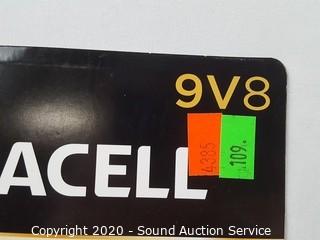 9V8
4385
109.
ACELL
Copyright 2020 - Sound Auction Service